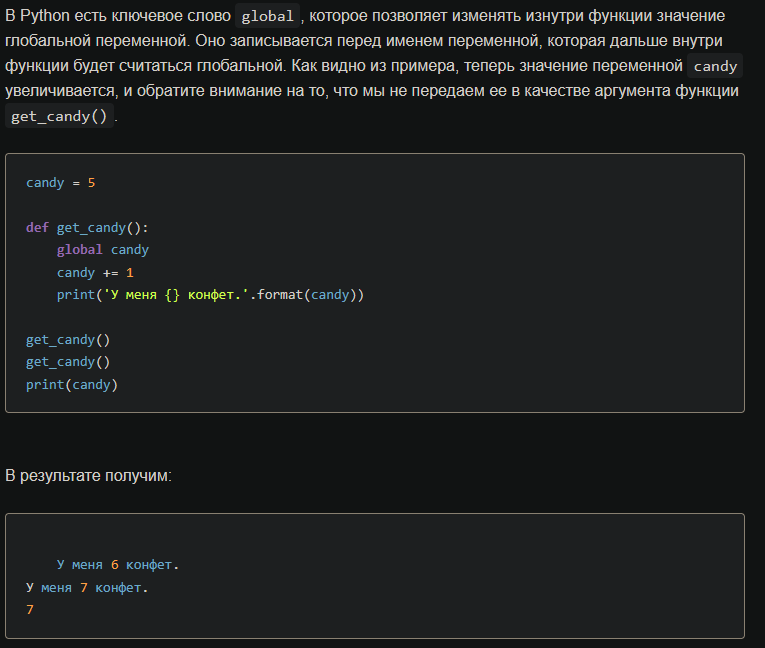 В Python есть ключевое слово global, которое позволяет изменять изнутри функции значение
глобальной переменной. Оно записывается перед именем переменной, которая дальше внутри
функции будет считаться глобальной. Как видно из примера, теперь значение переменной candy
увеличивается, и обратите внимание на то, что мы не передаем ее в качестве аргумента функции
get_candy().
candy = 5
def get_candy():
    global candy
    candy += 1
    print('У меня {} конфет.'.format(candy))
get_candy()
get_candy()
print(candy)
В результате получим:
    У меня 6 конфет.
У меня 7 конфет.
7